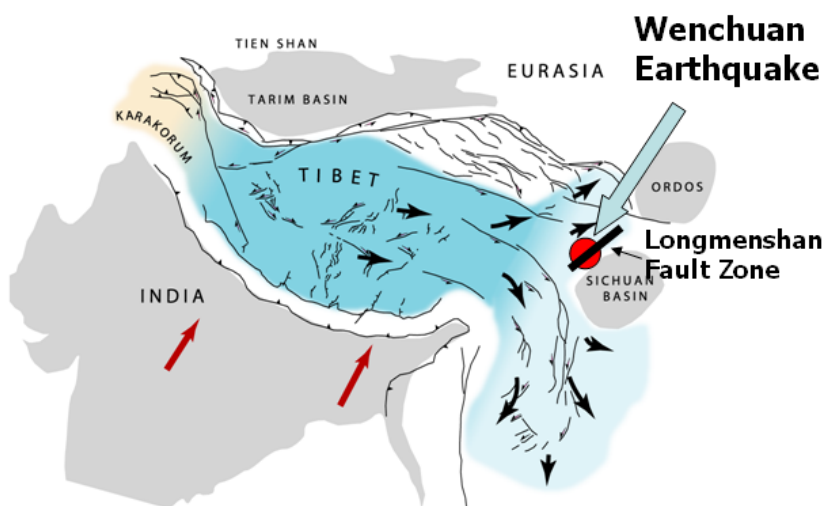 Wenchuan
Earthquake
TIEN SHAN
EURASIA
TARIM BASIN
KARAKORUM
TIBET
ORDOS
Longmenshan
Fault Zone
SICHUAN
BASIN
INDIA